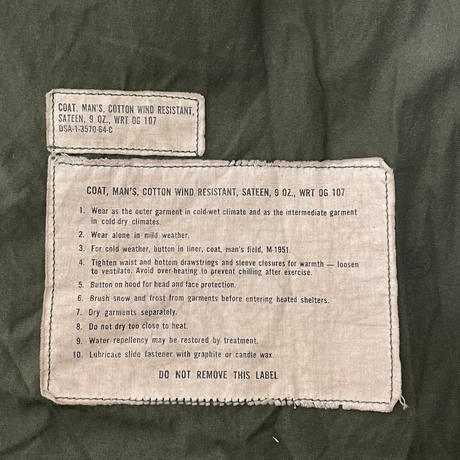 COAT, MAN'S, COTTON WIND RESISTANT,
SATEEN, 9 OZ., WRT OG 107
DSA-1-3570-64-C
COAT, MAN'S, COTTON WIND RESISTANT, SATEEN, 9 OZ., WRT OG 107
1. Wear as the outer garment in cold-wet climate and as the intermediate garment
in cold-dry climates.
2. Wear alone in mild weather.
3. For cold weather, button in liner, coat, man's field, M-1951.
4. Tighten waist and bottom drawstrings and sleeve closures for warmth — loosen
to ventilate. Avoid over-heating to prevent chilling after exercise.
5. Button on hood for head and face protection.
6. Brush snow and frost from garments before entering heated shelters.
7. Dry garments separately.
8. Do not dry too close to heat.
9. Water repellency may be restored by treatment.
10. Lubricate slide fastener with graphite or candle wax.
DO NOT REMOVE THIS LABEL